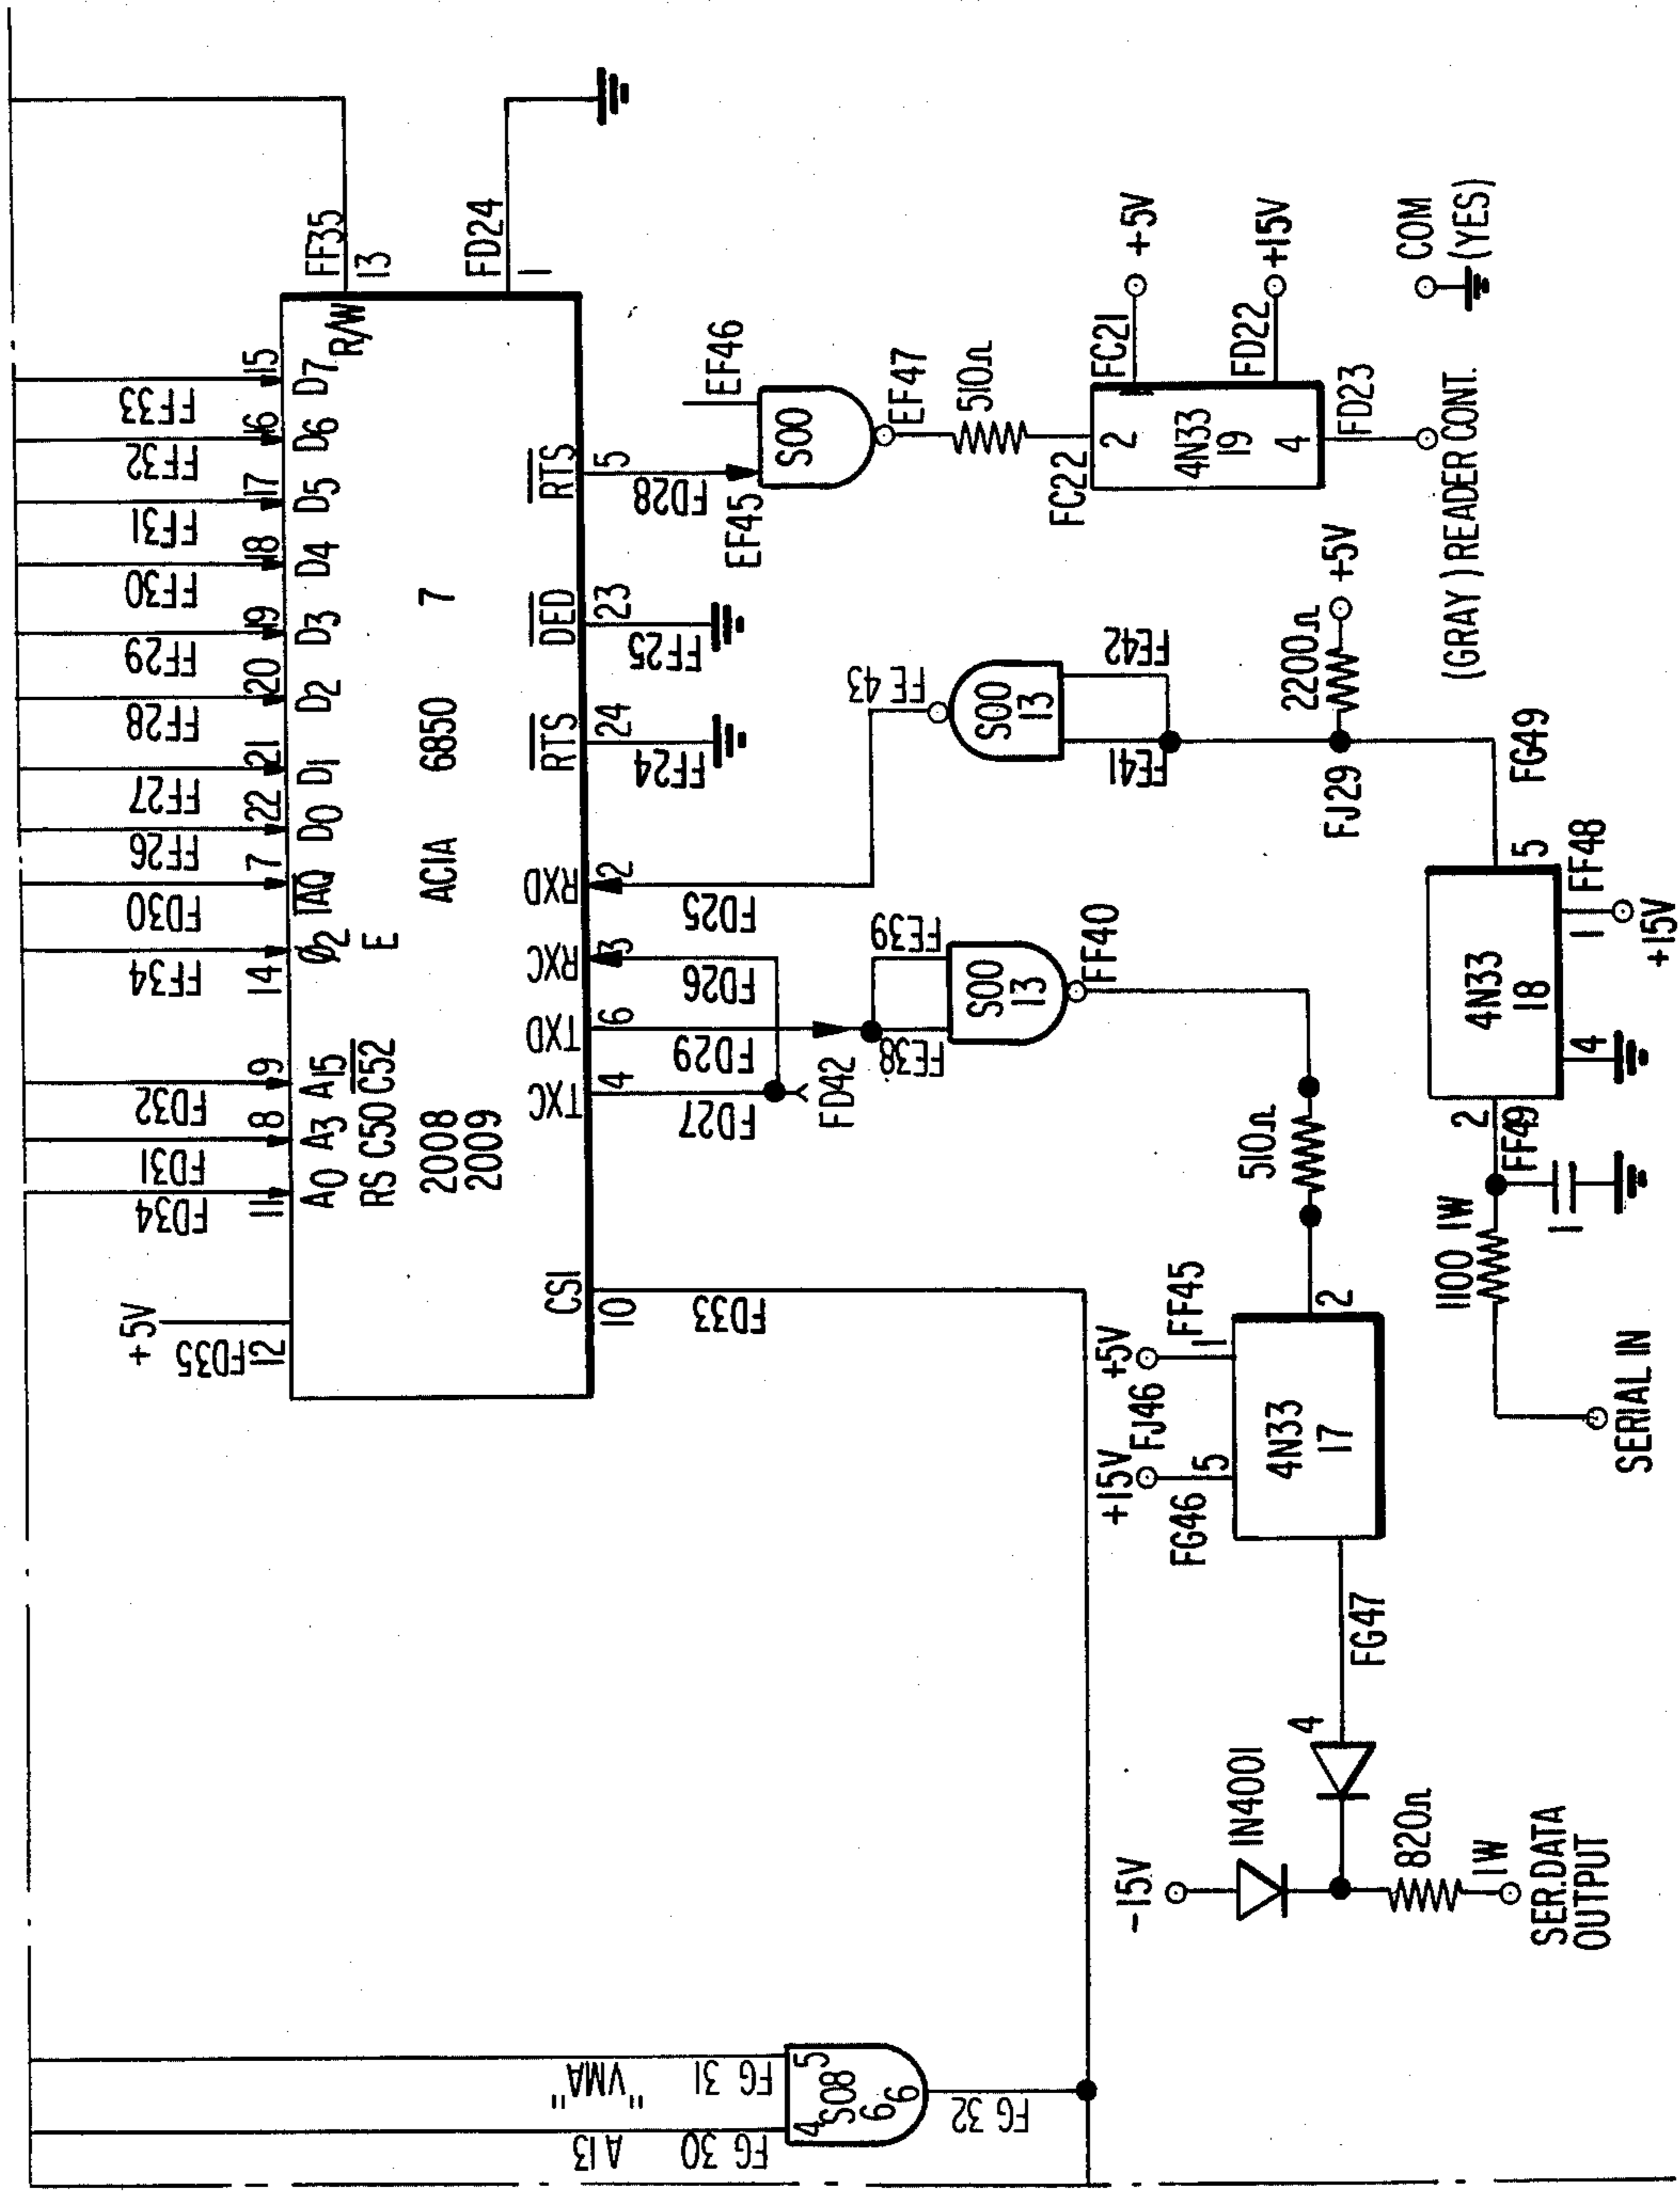 +5V
FD35
12
FD34
11
FD31
8
FD32
9
FF34
14
FD30
7
FF26
22
FF27
21
FF28
20
FF29
19
FF30
18
FF31
17
FF32
16
FF33
15
FF35
13
FD24
1
A0 A3 A15 Ø2 IAQ D0 D1 D2 D3 D4 D5 D6 D7 R/W
RS C50 C52 E
2008
2009
ACIA 6850 7
CS1 TXC TXD RXC RXD RTS DED RTS
10
FD33
4
FD27
6
FD29
3
FD26
2
FD25
24
FF24
23
FF25
5
FD28
FD42
FE38
FE39
S00
13
FF40
FE43
S00
13
FE41
FE42
EF45
EF46
S00
EF47
510Ω
FC22
2
FC21
+5V
4N33
19
4
FD22
+15V
FD23
(GRAY) READER CONT.
COM
(YES)
2200Ω
+5V
FJ29
FG49
5
4N33
18
1
FF48
+15V
4
2
FF49
1
1100 1W
SERIAL IN
510Ω
2
+5V
1
FF45
FJ46
+15V
5
FG46
4N33
17
FG47
4
IN4001
-15V
820Ω
1W
SER.DATA
OUTPUT
"VMA"
FG 31
A13
FG 30
5
4
S08
6
6
FG 32